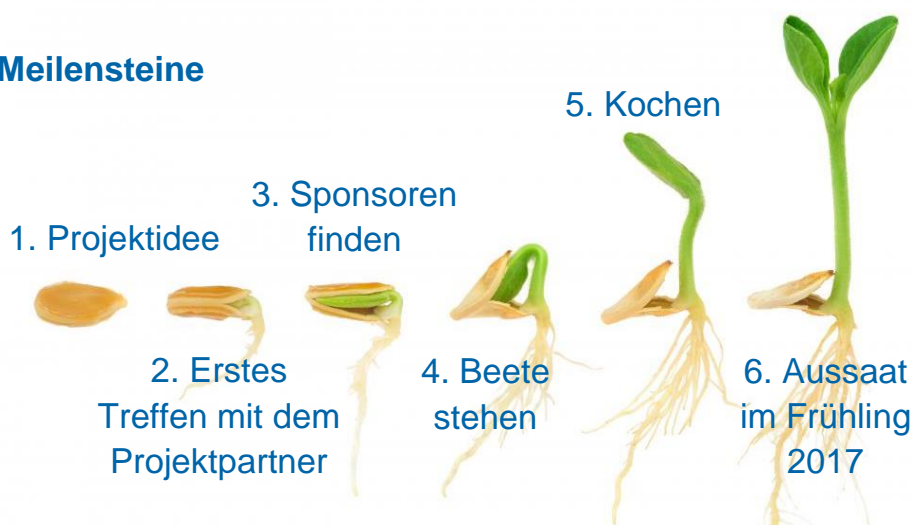 Meilensteine
1. Projektidee
2. Erstes
Treffen mit dem
Projektpartner
3. Sponsoren
finden
4. Beete
stehen
5. Kochen
6. Aussaat
im Frühling
2017